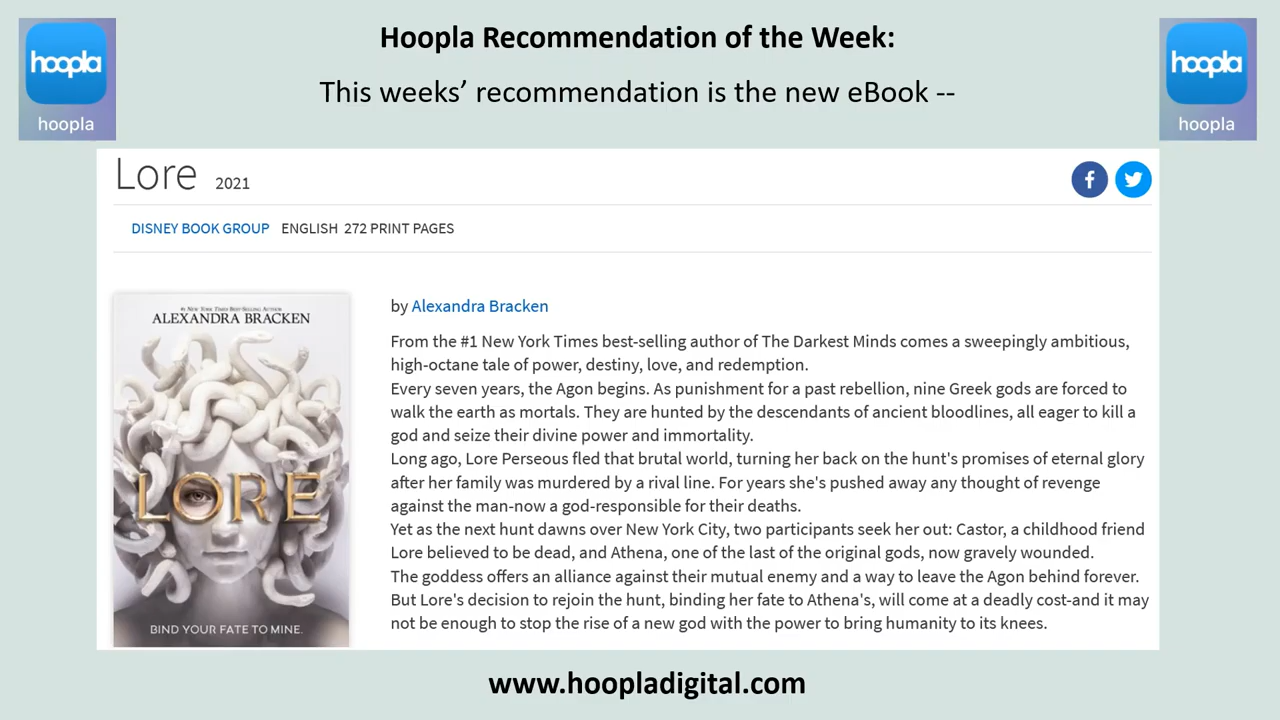 Hoopla Recommendation of the Week:
This weeks’ recommendation is the new eBook --
hoopla
hoopla
hoopla
hoopla
Lore 2021
DISNEY BOOK GROUP ENGLISH 272 PRINT PAGES
#1 NEW YORK TIMES BEST-SELLING AUTHOR
ALEXANDRA BRACKEN
LORE
BIND YOUR FATE TO MINE.
by Alexandra Bracken
From the #1 New York Times best-selling author of The Darkest Minds comes a sweepingly ambitious,
high-octane tale of power, destiny, love, and redemption.
Every seven years, the Agon begins. As punishment for a past rebellion, nine Greek gods are forced to
walk the earth as mortals. They are hunted by the descendants of ancient bloodlines, all eager to kill a
god and seize their divine power and immortality.
Long ago, Lore Perseous fled that brutal world, turning her back on the hunt's promises of eternal glory
after her family was murdered by a rival line. For years she's pushed away any thought of revenge
against the man-now a god-responsible for their deaths.
Yet as the next hunt dawns over New York City, two participants seek her out: Castor, a childhood friend
Lore believed to be dead, and Athena, one of the last of the original gods, now gravely wounded.
The goddess offers an alliance against their mutual enemy and a way to leave the Agon behind forever.
But Lore's decision to rejoin the hunt, binding her fate to Athena's, will come at a deadly cost-and it may
not be enough to stop the rise of a new god with the power to bring humanity to its knees.
www.hoopladigital.com